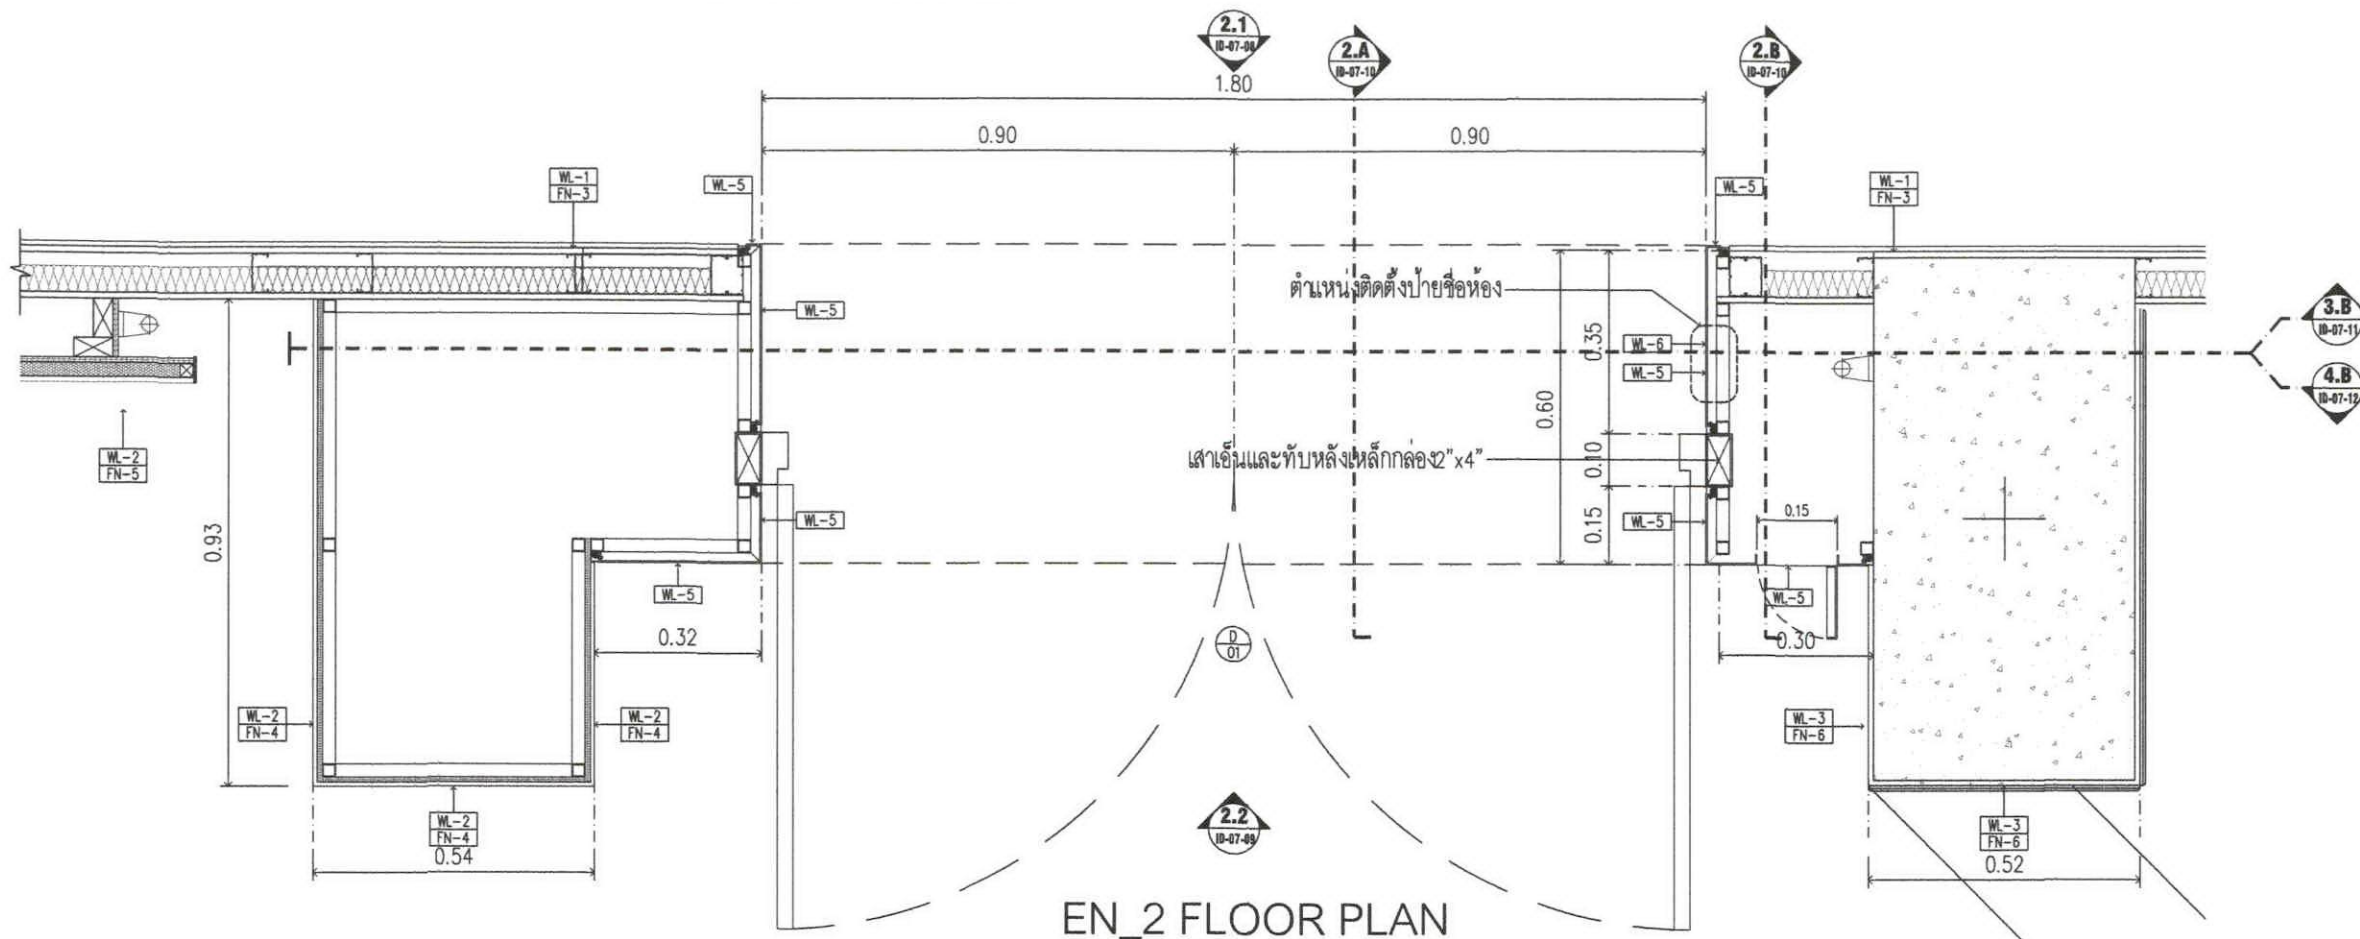 2.1
ID-07-08
2.A
ID-07-10
2.B
ID-07-10
1.80
0.90
0.90
WL-1
FN-3
WL-5
WL-5
WL-1
FN-3
ตำแหน่งติดตั้งป้ายชื่อห้อง
WL-5
0.35
WL-6
WL-5
3.B
ID-07-11
4.B
ID-07-12
0.60
WL-2
FN-5
เสาเอ็นและทับหลังเหล็กกล่อง2"x4"
0.10
0.93
WL-5
WL-5
0.15
0.15
WL-5
WL-5
0.32
D
01
0.30
WL-2
FN-4
WL-2
FN-4
WL-3
FN-6
WL-2
FN-4
2.2
ID-07-09
WL-3
FN-6
0.54
0.52
EN_2 FLOOR PLAN